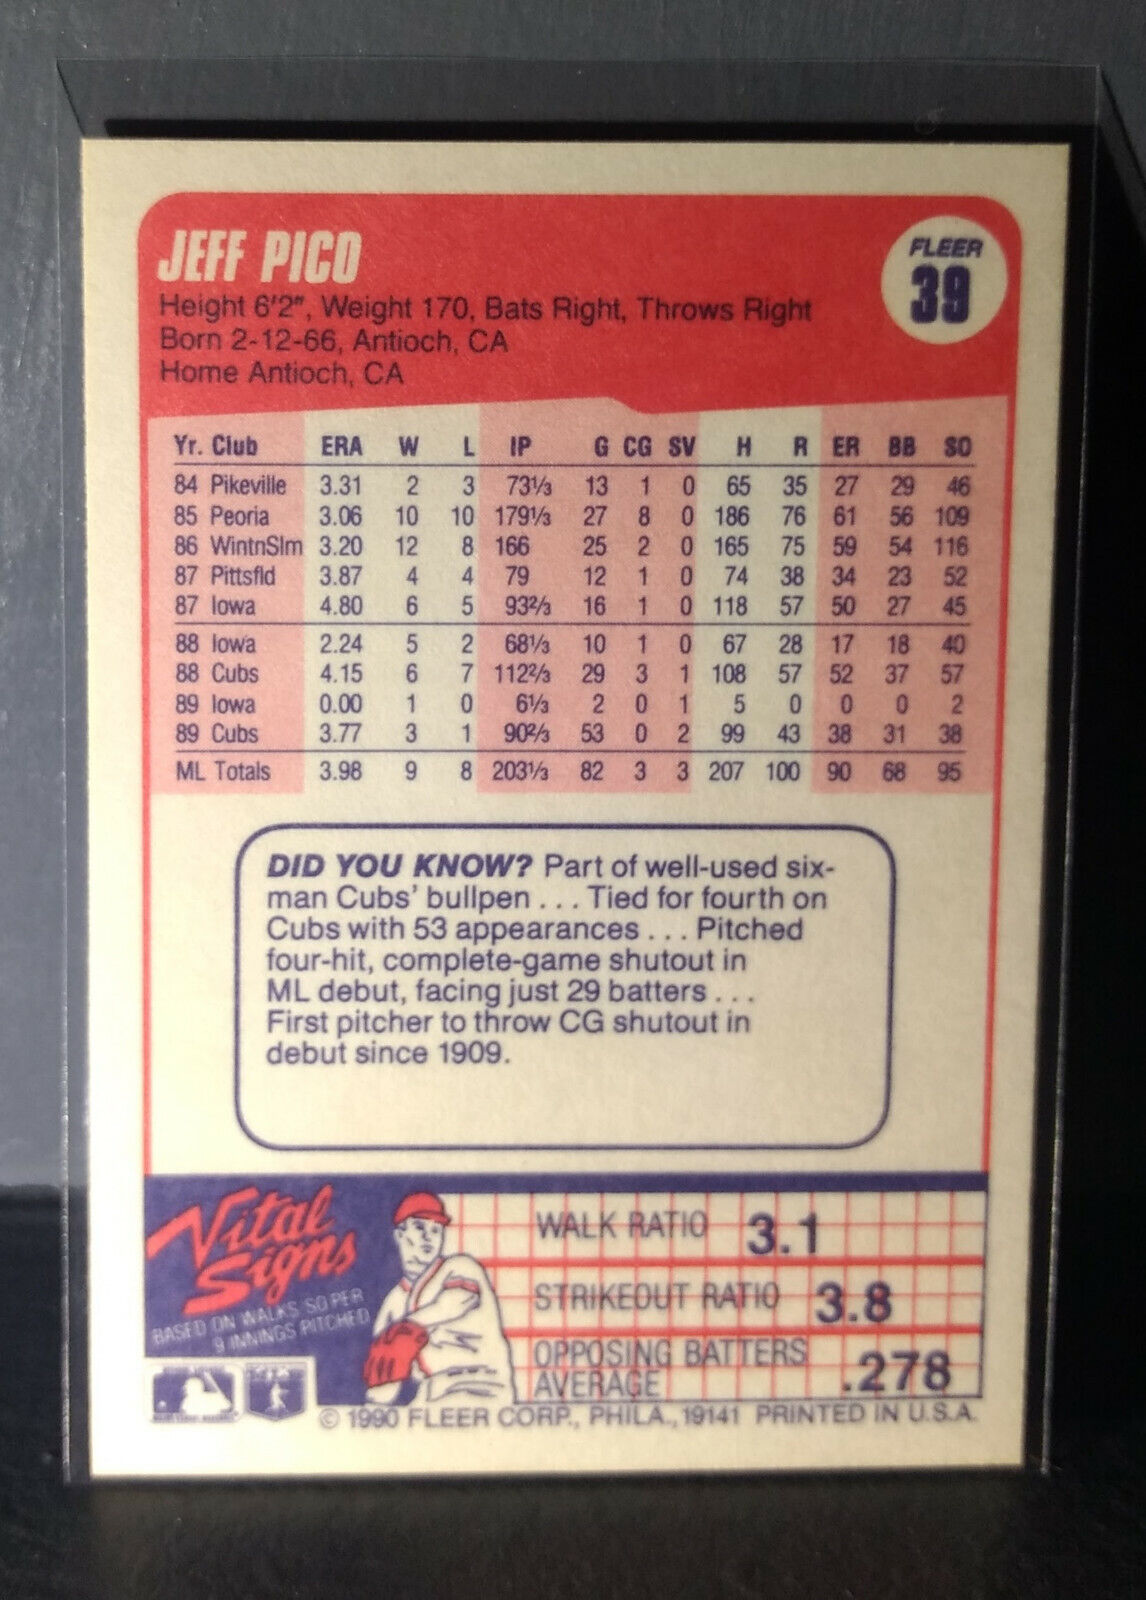 JEFF PICO
FLEER
39
Height 6'2", Weight 170, Bats Right, Throws Right
Born 2-12-66, Antioch, CA
Home Antioch, CA
Yr. Club ERA W L IP G CG SV H R ER BB SO
84 Pikeville 3.31 2 3 73⅓ 13 1 0 65 35 27 29 46
85 Peoria 3.06 10 10 179⅓ 27 8 0 186 76 61 56 109
86 WintnSlm 3.20 12 8 166 25 2 0 165 75 59 54 116
87 Pittsfld 3.87 4 4 79 12 1 0 74 38 34 23 52
87 Iowa 4.80 6 5 93⅔ 16 1 0 118 57 50 27 45
88 Iowa 2.24 5 2 68⅓ 10 1 0 67 28 17 18 40
88 Cubs 4.15 6 7 112⅔ 29 3 1 108 57 52 37 57
89 Iowa 0.00 1 0 6⅓ 2 0 1 5 0 0 0 2
89 Cubs 3.77 3 1 90⅔ 53 0 2 99 43 38 31 38
ML Totals 3.98 9 8 203⅓ 82 3 3 207 100 90 68 95
DID YOU KNOW? Part of well-used six-
man Cubs' bullpen . . . Tied for fourth on
Cubs with 53 appearances . . . Pitched
four-hit, complete-game shutout in
ML debut, facing just 29 batters . . .
First pitcher to throw CG shutout in
debut since 1909.
Vital
Signs
BASED ON WALKS, SO PER
9 INNINGS PITCHED
WALK RATIO 3.1
STRIKEOUT RATIO 3.8
OPPOSING BATTERS
AVERAGE .278
© 1990 FLEER CORP., PHILA., 19141 PRINTED IN U.S.A.